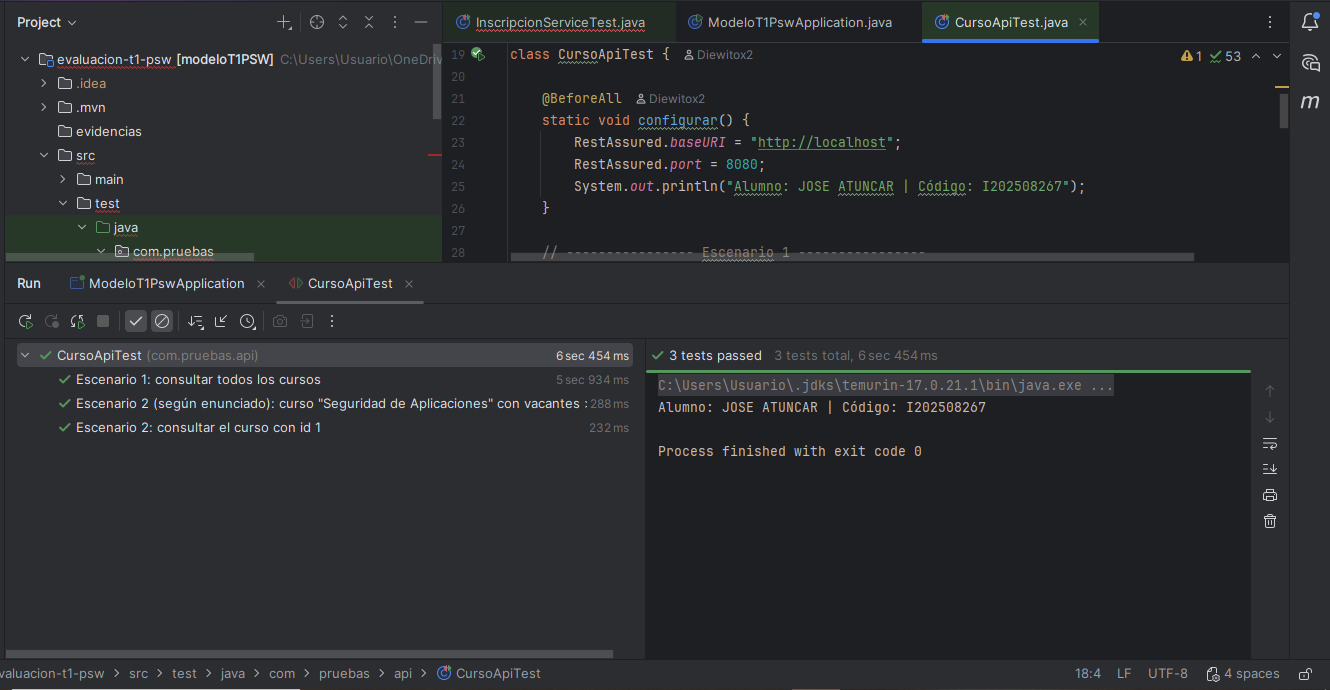 Project
InscripcionServiceTest.java
ModeloT1PswApplication.java
CursoApiTest.java
evaluacion-t1-psw [modeloT1PSW] C:\Users\Usuario\OneDriv
.idea
.mvn
evidencias
src
main
test
java
com.pruebas
19 class CursoApiTest { Diewitox2
1 53
20
21 @BeforeAll Diewitox2
22 static void configurar() {
23 RestAssured.baseURI = "http://localhost";
24 RestAssured.port = 8080;
25 System.out.println("Alumno: JOSE ATUNCAR | Código: I202508267");
26 }
27
28 // ---------------- Escenario 1 ----------------
m
Run
ModeloT1PswApplication
CursoApiTest
CursoApiTest (com.pruebas.api) 6 sec 454 ms
Escenario 1: consultar todos los cursos 5 sec 934 ms
Escenario 2 (según enunciado): curso "Seguridad de Aplicaciones" con vacantes : 288 ms
Escenario 2: consultar el curso con id 1 232 ms
3 tests passed 3 tests total, 6 sec 454 ms
C:\Users\Usuario\.jdks\temurin-17.0.21.1\bin\java.exe ...
Alumno: JOSE ATUNCAR | Código: I202508267
Process finished with exit code 0
valuacion-t1-psw > src > test > java > com > pruebas > api > CursoApiTest
18:4 LF UTF-8 4 spaces